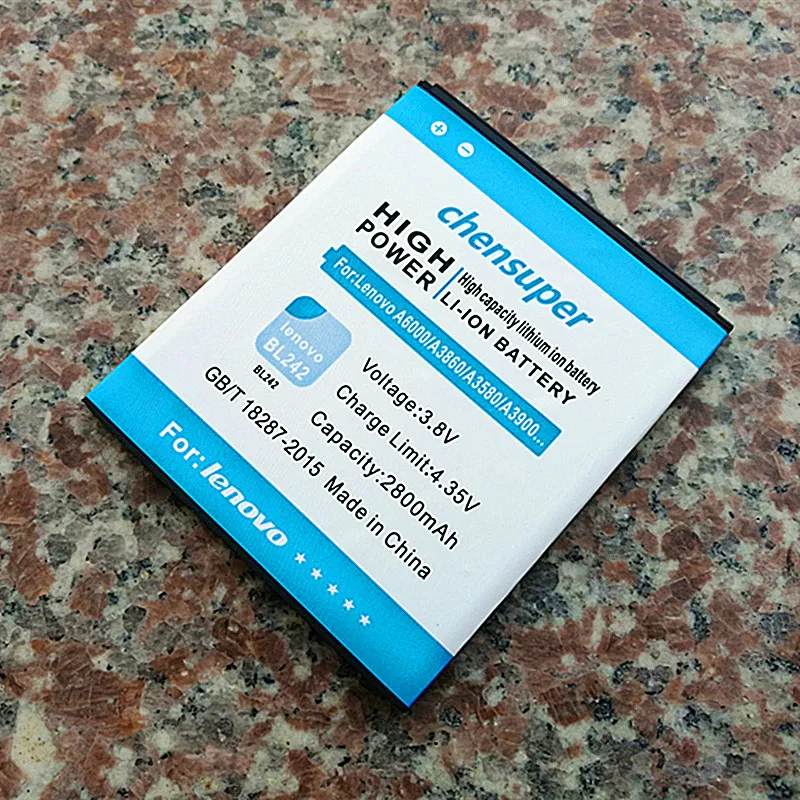 + -
chensuper
HIGH POWER
High capacity lithium ion battery
LI-ION BATTERY
For:Lenovo A6000/A3860/A3580/A3900...
lenovo
BL242
BL242
Voltage:3.8V
Charge Limit:4.35V
Capacity:2800mAh
GB/T 18287-2015 Made in China
For:lenovo